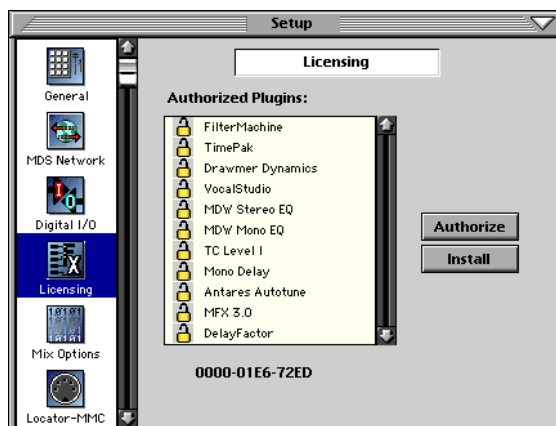 Setup
General
MDS Network
Digital I/O
Licensing
Mix Options
Locator-MMC
Licensing
Authorized Plugins:
FilterMachine
TimePak
Drawmer Dynamics
VocalStudio
MDW Stereo EQ
MDW Mono EQ
TC Level I
Mono Delay
Antares Autotune
MFX 3.0
DelayFactor
0000-01E6-72ED
Authorize
Install